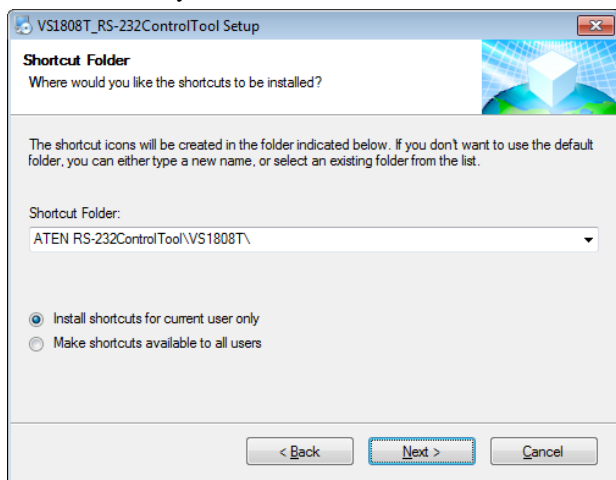 VS1808T_RS-232ControlTool Setup
Shortcut Folder
Where would you like the shortcuts to be installed?
The shortcut icons will be created in the folder indicated below. If you don't want to use the default
folder, you can either type a new name, or select an existing folder from the list.
Shortcut Folder:
ATEN RS-232ControlTool\VS1808T\
Install shortcuts for current user only
Make shortcuts available to all users
< Back
Next >
Cancel